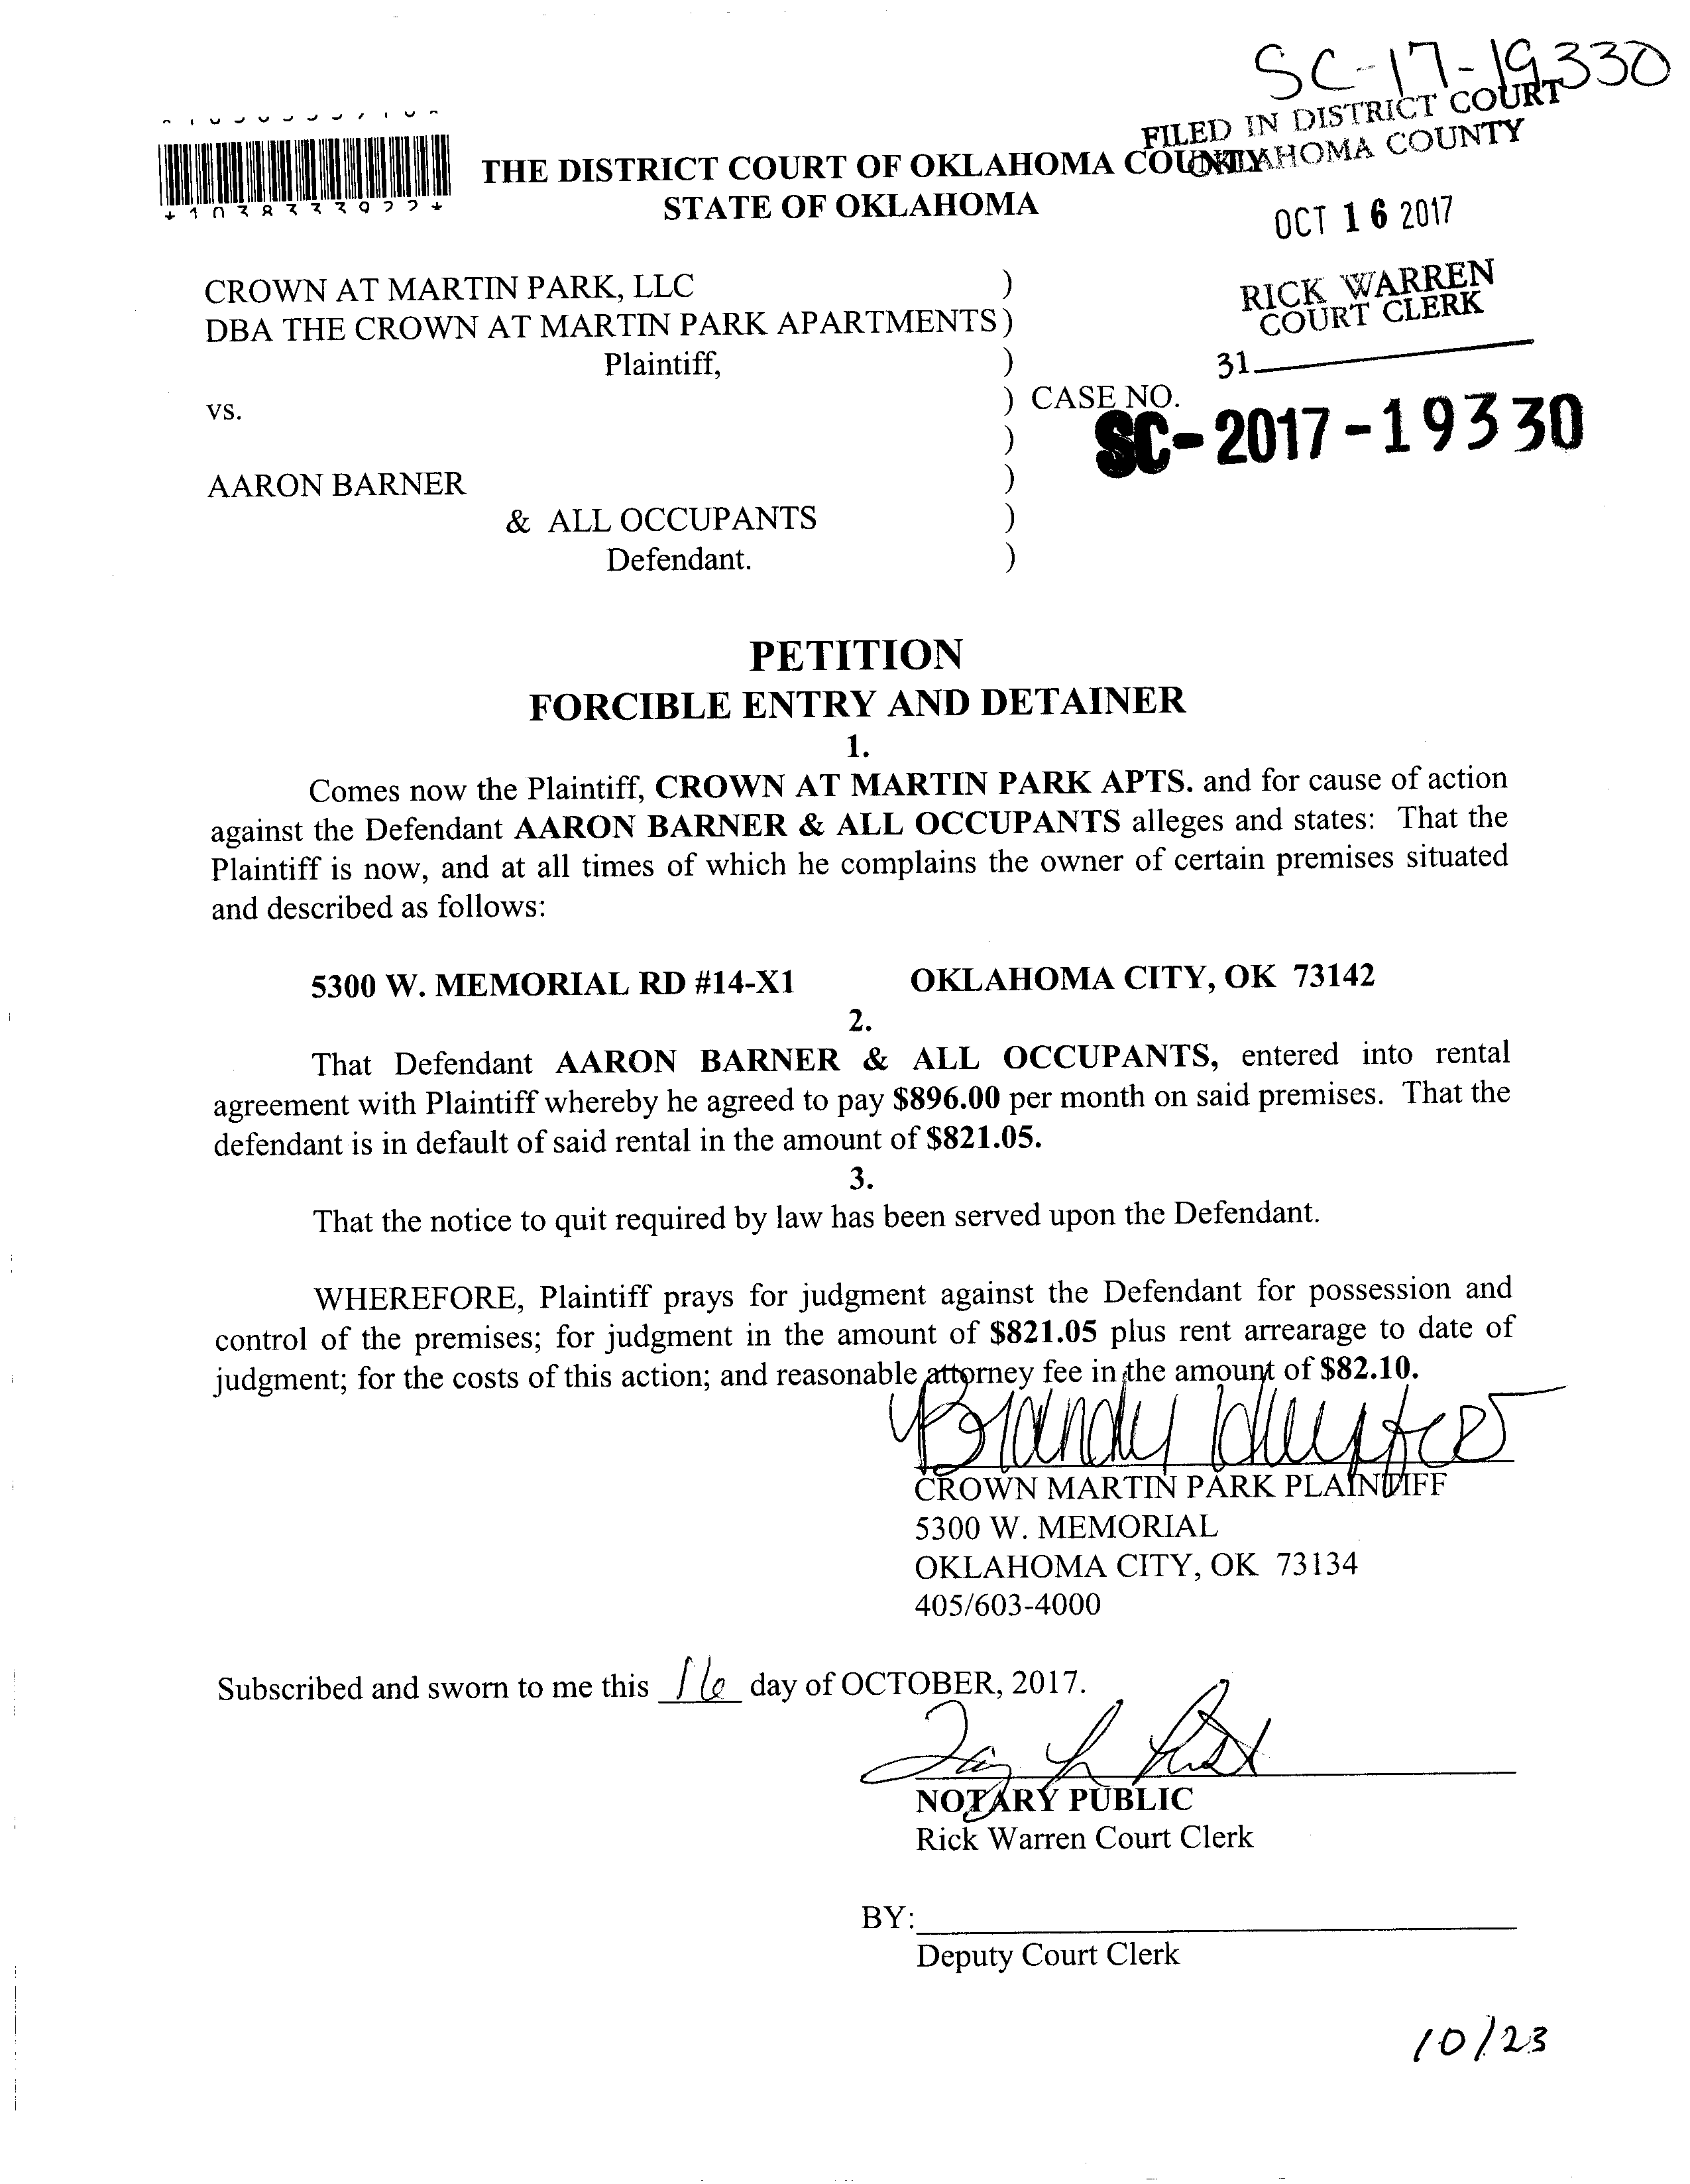 SC-17-19330
FILED IN DISTRICT COURT
OKLAHOMA COUNTY
THE DISTRICT COURT OF OKLAHOMA COUNTY
*1038333922*
STATE OF OKLAHOMA
OCT 16 2017
CROWN AT MARTIN PARK, LLC )
RICK WARREN
COURT CLERK
DBA THE CROWN AT MARTIN PARK APARTMENTS)
Plaintiff, )
31
vs. ) CASE NO.
SC-2017-19330
)
AARON BARNER )
& ALL OCCUPANTS )
Defendant. )
PETITION
FORCIBLE ENTRY AND DETAINER
1.
Comes now the Plaintiff, CROWN AT MARTIN PARK APTS. and for cause of action
against the Defendant AARON BARNER & ALL OCCUPANTS alleges and states: That the
Plaintiff is now, and at all times of which he complains the owner of certain premises situated
and described as follows:
5300 W. MEMORIAL RD #14-X1 OKLAHOMA CITY, OK 73142
2.
That Defendant AARON BARNER & ALL OCCUPANTS, entered into rental
agreement with Plaintiff whereby he agreed to pay $896.00 per month on said premises. That the
defendant is in default of said rental in the amount of $821.05.
3.
That the notice to quit required by law has been served upon the Defendant.
WHEREFORE, Plaintiff prays for judgment against the Defendant for possession and
control of the premises; for judgment in the amount of $821.05 plus rent arrearage to date of
judgment; for the costs of this action; and reasonable attorney fee in the amount of $82.10.
Brandy
CROWN MARTIN PARK PLAINTIFF
5300 W. MEMORIAL
OKLAHOMA CITY, OK 73134
405/603-4000
Subscribed and sworn to me this 16 day of OCTOBER, 2017.
NOTARY PUBLIC
Rick Warren Court Clerk
BY:
Deputy Court Clerk
10/23